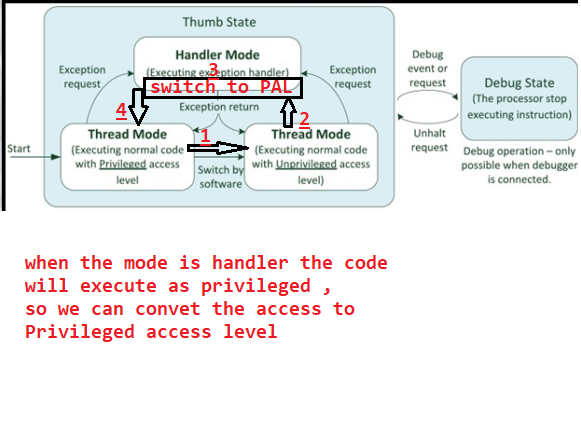 Thumb State
Handler Mode
3
(Executing exception handler)
switch to PAL
Exception
request
Exception
request
Exception return
4
2
1
Start
Thread Mode
(Executing normal code
with Privileged access
level
Switch by
software
Thread Mode
(Executing normal code
with Unprivileged access
level)
Debug
event or
request
Unhalt
request
Debug State
(The processor stop
executing instruction)
Debug operation – only
possible when debugger
is connected.
when the mode is handler the code
will execute as privileged ,
so we can convet the access to
Privileged access level